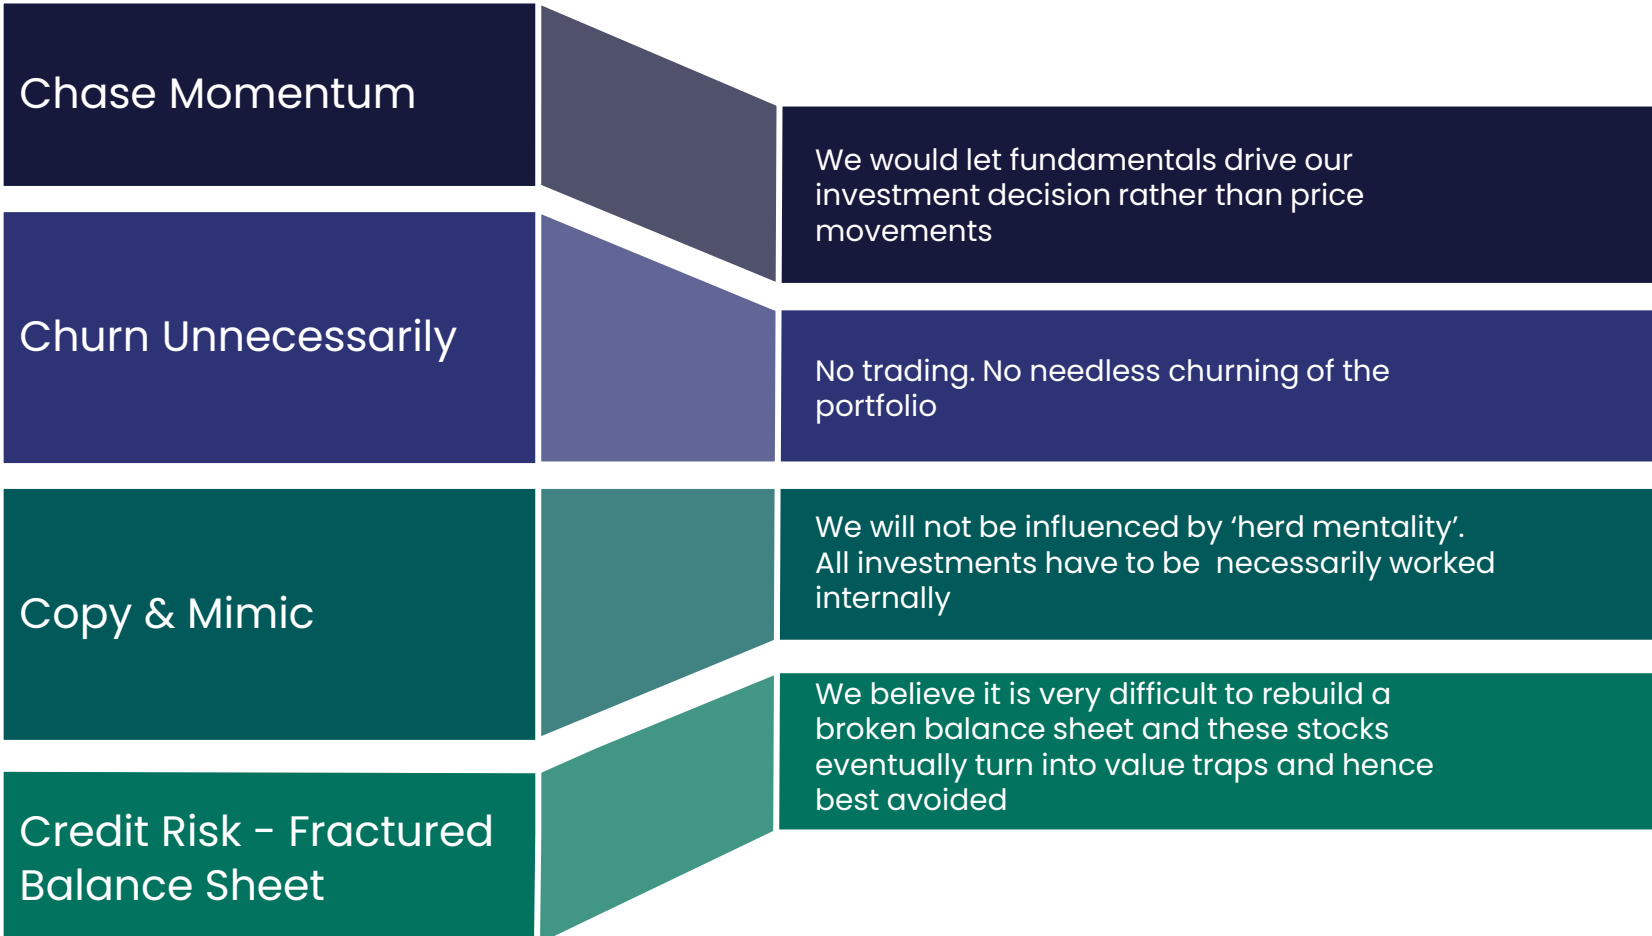 Chase Momentum
We would let fundamentals drive our
investment decision rather than price
movements
Churn Unnecessarily
No trading. No needless churning of the
portfolio
Copy & Mimic
We will not be influenced by ‘herd mentality’.
All investments have to be  necessarily worked
internally
Credit Risk - Fractured
Balance Sheet
We believe it is very difficult to rebuild a
broken balance sheet and these stocks
eventually turn into value traps and hence
best avoided